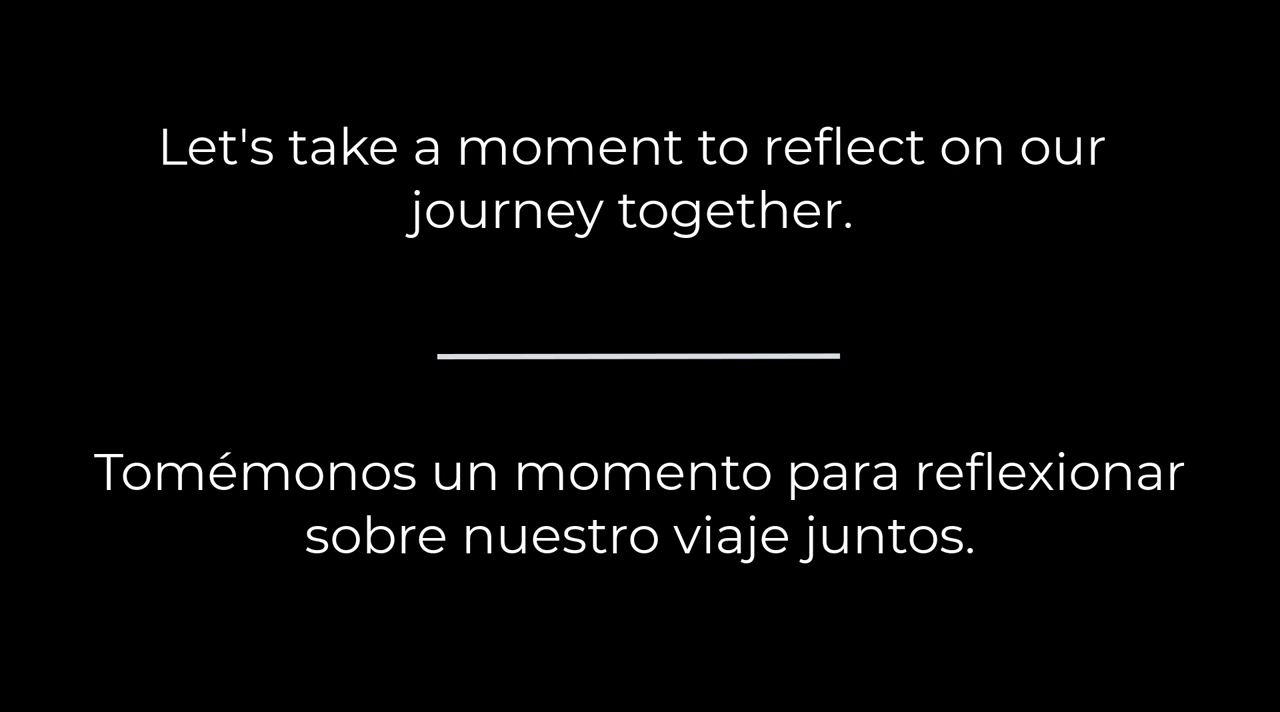 Let's take a moment to reflect on our
journey together.
Tomémonos un momento para reflexionar
sobre nuestro viaje juntos.